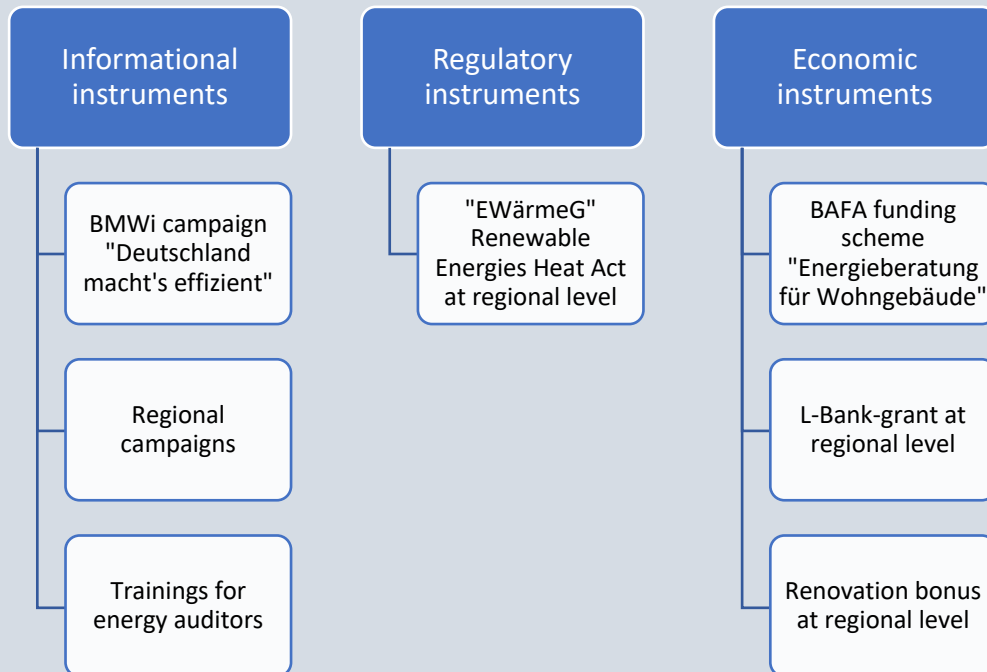 Informational
instruments
BMWi campaign
"Deutschland
macht's effizient"
Regional
campaigns
Trainings for
energy auditors
Regulatory
instruments
"EWärmeG"
Renewable
Energies Heat Act
at regional level
Economic
instruments
BAFA funding
scheme
"Energieberatung
für Wohngebäude"
L-Bank-grant at
regional level
Renovation bonus
at regional level